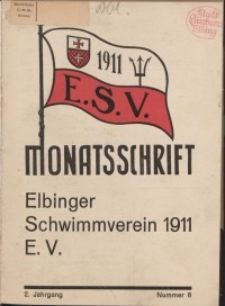 1911
E.S.V.
MONATSSCHRIFT
Elbinger
Schwimmverein 1911
E. V.
2. Jahrgang Nummer 8